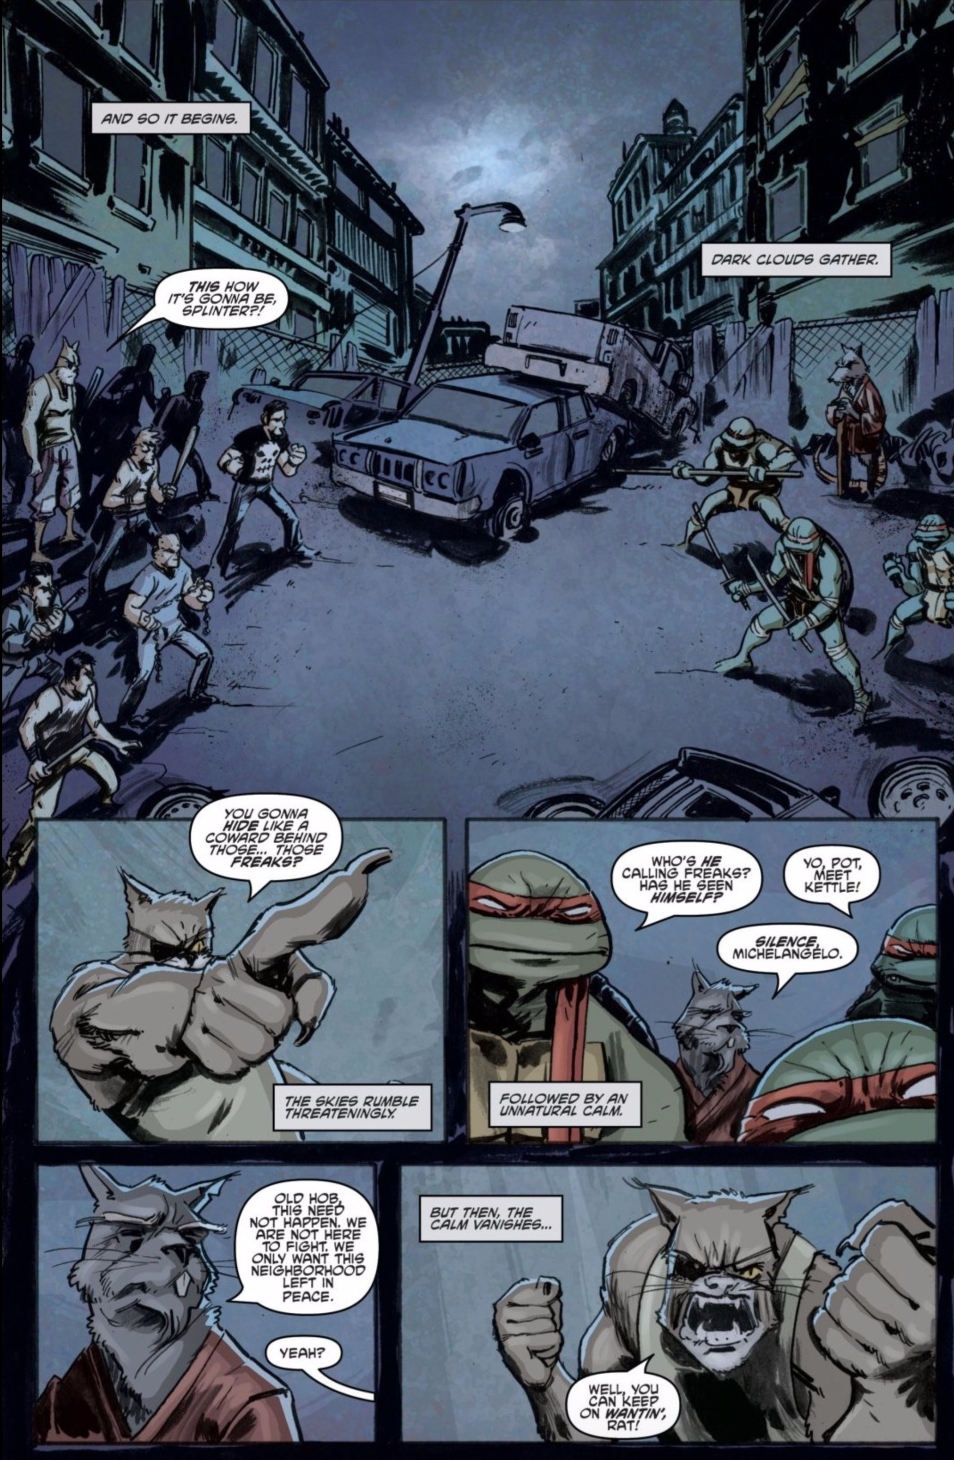 AND SO IT BEGINS.
DARK CLOUDS GATHER.
THIS HOW
IT'S GONNA BE,
SPLINTER?!
YOU GONNA
HIDE LIKE A
COWARD BEHIND
THOSE... THOSE
FREAKS?
THE SKIES RUMBLE
THREATENINGLY.
WHO'S HE
CALLING FREAKS?
HAS HE SEEN
HIMSELF?
YO, POT,
MEET
KETTLE!
SILENCE,
MICHELANGELO.
FOLLOWED BY AN
UNNATURAL CALM.
OLD HOB,
THIS NEED
NOT HAPPEN. WE
ARE NOT HERE
TO FIGHT. WE
ONLY WANT THIS
NEIGHBORHOOD
LEFT IN
PEACE.
YEAH?
BUT THEN, THE
CALM VANISHES...
WELL, YOU
CAN KEEP
ON WANTIN',
RAT!